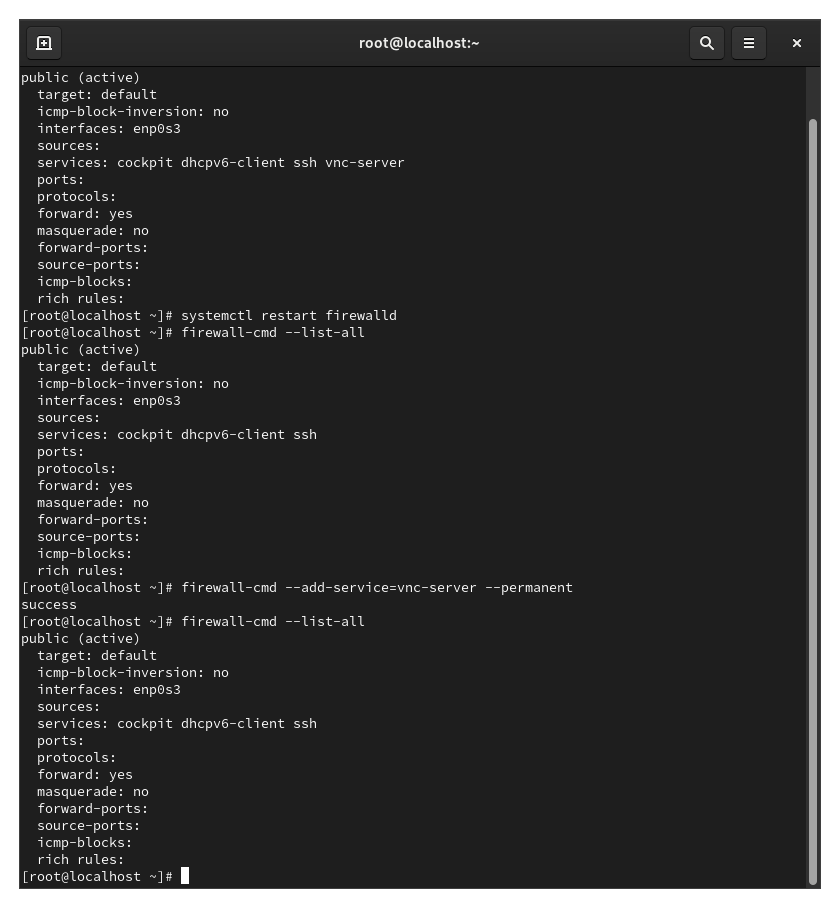 root@localhost:~
public (active)
  target: default
  icmp-block-inversion: no
  interfaces: enp0s3
  sources:
  services: cockpit dhcpv6-client ssh vnc-server
  ports:
  protocols:
  forward: yes
  masquerade: no
  forward-ports:
  source-ports:
  icmp-blocks:
  rich rules:
[root@localhost ~]# systemctl restart firewalld
[root@localhost ~]# firewall-cmd --list-all
public (active)
  target: default
  icmp-block-inversion: no
  interfaces: enp0s3
  sources:
  services: cockpit dhcpv6-client ssh
  ports:
  protocols:
  forward: yes
  masquerade: no
  forward-ports:
  source-ports:
  icmp-blocks:
  rich rules:
[root@localhost ~]# firewall-cmd --add-service=vnc-server --permanent
success
[root@localhost ~]# firewall-cmd --list-all
public (active)
  target: default
  icmp-block-inversion: no
  interfaces: enp0s3
  sources:
  services: cockpit dhcpv6-client ssh
  ports:
  protocols:
  forward: yes
  masquerade: no
  forward-ports:
  source-ports:
  icmp-blocks:
  rich rules:
[root@localhost ~]#